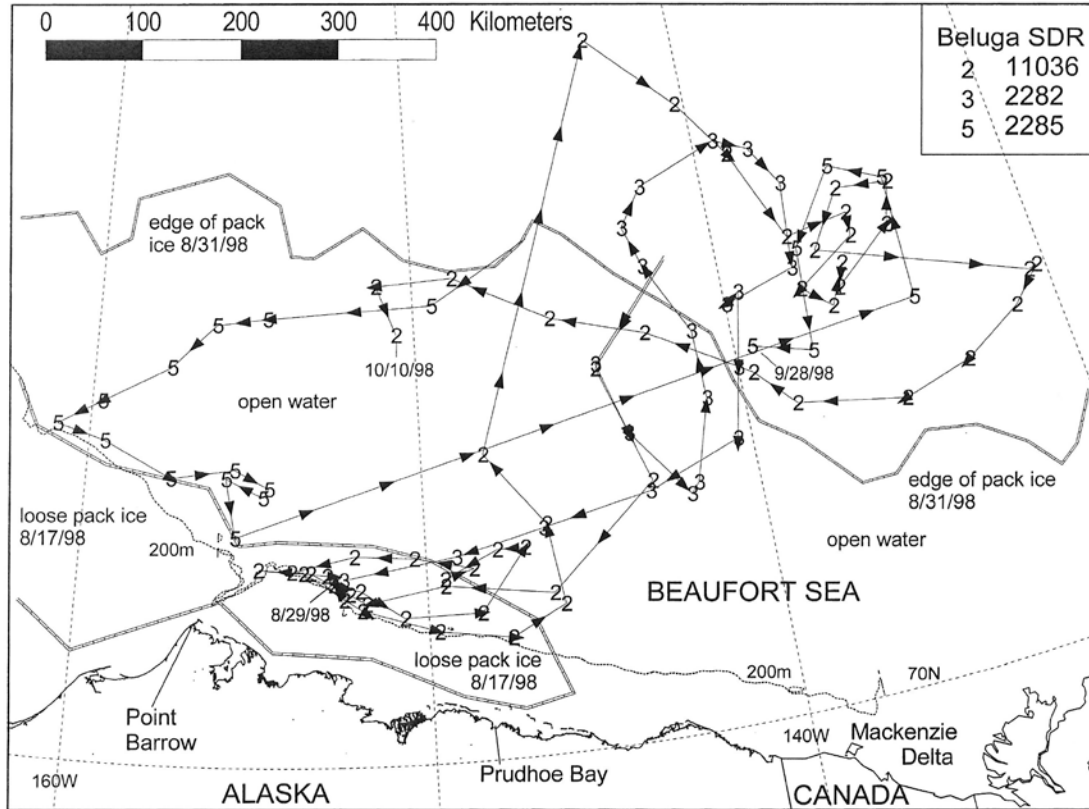 0 100 200 300 400 Kilometers
Beluga SDR
2 11036
3 2282
5 2285
edge of pack
ice 8/31/98
10/10/98
open water
9/28/98
edge of pack ice
8/31/98
loose pack ice
8/17/98
200m
open water
8/29/98
BEAUFORT SEA
loose pack ice
8/17/98
200m
70N
Point
Barrow
Prudhoe Bay
140W
Mackenzie
Delta
160W
ALASKA
CANADA